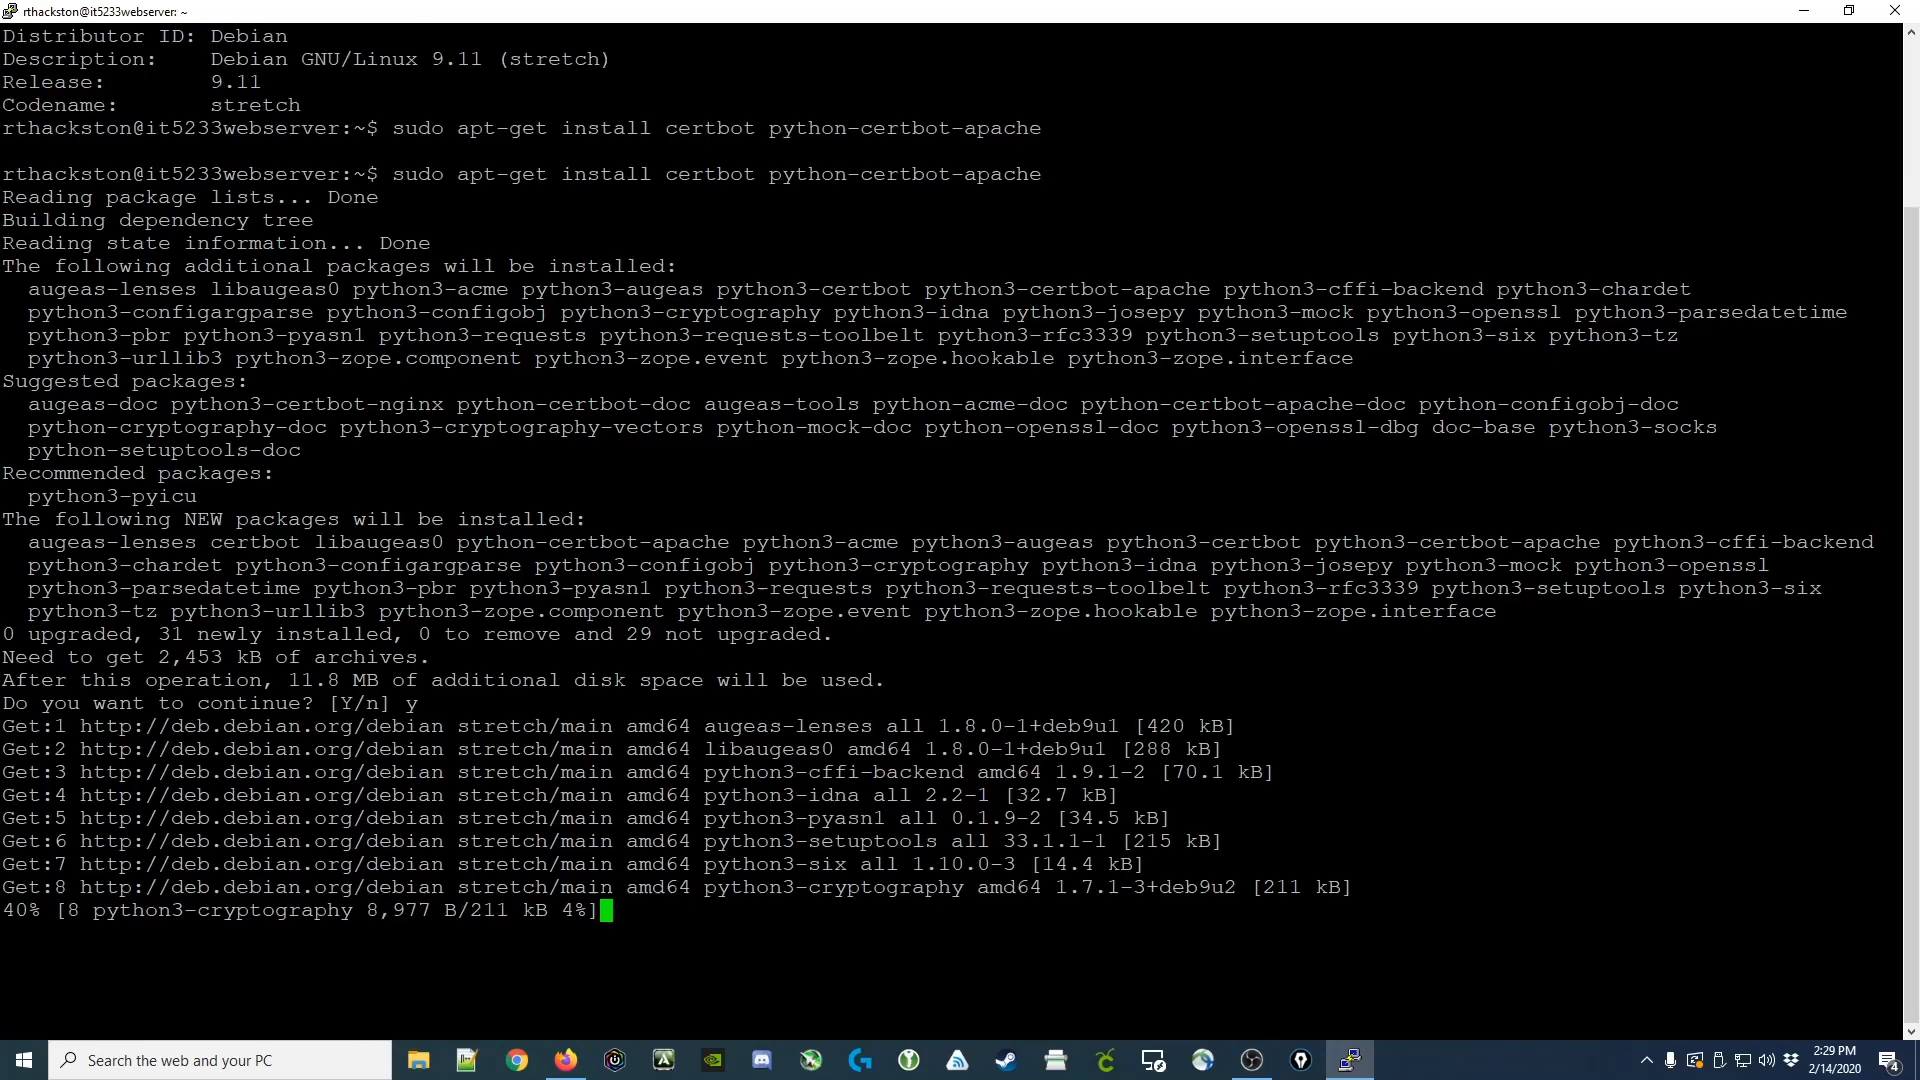 rthackston@it5233webserver: ~
Distributor ID: Debian
Description:    Debian GNU/Linux 9.11 (stretch)
Release:        9.11
Codename:       stretch
rthackston@it5233webserver:~$ sudo apt-get install certbot python-certbot-apache
rthackston@it5233webserver:~$ sudo apt-get install certbot python-certbot-apache
Reading package lists... Done
Building dependency tree
Reading state information... Done
The following additional packages will be installed:
  augeas-lenses libaugeas0 python3-acme python3-augeas python3-certbot python3-certbot-apache python3-cffi-backend python3-chardet
  python3-configargparse python3-configobj python3-cryptography python3-idna python3-josepy python3-mock python3-openssl python3-parsedatetime
  python3-pbr python3-pyasn1 python3-requests python3-requests-toolbelt python3-rfc3339 python3-setuptools python3-six python3-tz
  python3-urllib3 python3-zope.component python3-zope.event python3-zope.hookable python3-zope.interface
Suggested packages:
  augeas-doc python3-certbot-nginx python-certbot-doc augeas-tools python-acme-doc python-certbot-apache-doc python-configobj-doc
  python-cryptography-doc python3-cryptography-vectors python-mock-doc python-openssl-doc python3-openssl-dbg doc-base python3-socks
  python-setuptools-doc
Recommended packages:
  python3-pyicu
The following NEW packages will be installed:
  augeas-lenses certbot libaugeas0 python-certbot-apache python3-acme python3-augeas python3-certbot python3-certbot-apache python3-cffi-backend
  python3-chardet python3-configargparse python3-configobj python3-cryptography python3-idna python3-josepy python3-mock python3-openssl
  python3-parsedatetime python3-pbr python3-pyasn1 python3-requests python3-requests-toolbelt python3-rfc3339 python3-setuptools python3-six
  python3-tz python3-urllib3 python3-zope.component python3-zope.event python3-zope.hookable python3-zope.interface
0 upgraded, 31 newly installed, 0 to remove and 29 not upgraded.
Need to get 2,453 kB of archives.
After this operation, 11.8 MB of additional disk space will be used.
Do you want to continue? [Y/n] y
Get:1 http://deb.debian.org/debian stretch/main amd64 augeas-lenses all 1.8.0-1+deb9u1 [420 kB]
Get:2 http://deb.debian.org/debian stretch/main amd64 libaugeas0 amd64 1.8.0-1+deb9u1 [288 kB]
Get:3 http://deb.debian.org/debian stretch/main amd64 python3-cffi-backend amd64 1.9.1-2 [70.1 kB]
Get:4 http://deb.debian.org/debian stretch/main amd64 python3-idna all 2.2-1 [32.7 kB]
Get:5 http://deb.debian.org/debian stretch/main amd64 python3-pyasn1 all 0.1.9-2 [34.5 kB]
Get:6 http://deb.debian.org/debian stretch/main amd64 python3-setuptools all 33.1.1-1 [215 kB]
Get:7 http://deb.debian.org/debian stretch/main amd64 python3-six all 1.10.0-3 [14.4 kB]
Get:8 http://deb.debian.org/debian stretch/main amd64 python3-cryptography amd64 1.7.1-3+deb9u2 [211 kB]
40% [8 python3-cryptography 8,977 B/211 kB 4%]
Search the web and your PC
2:29 PM
2/14/2020
4